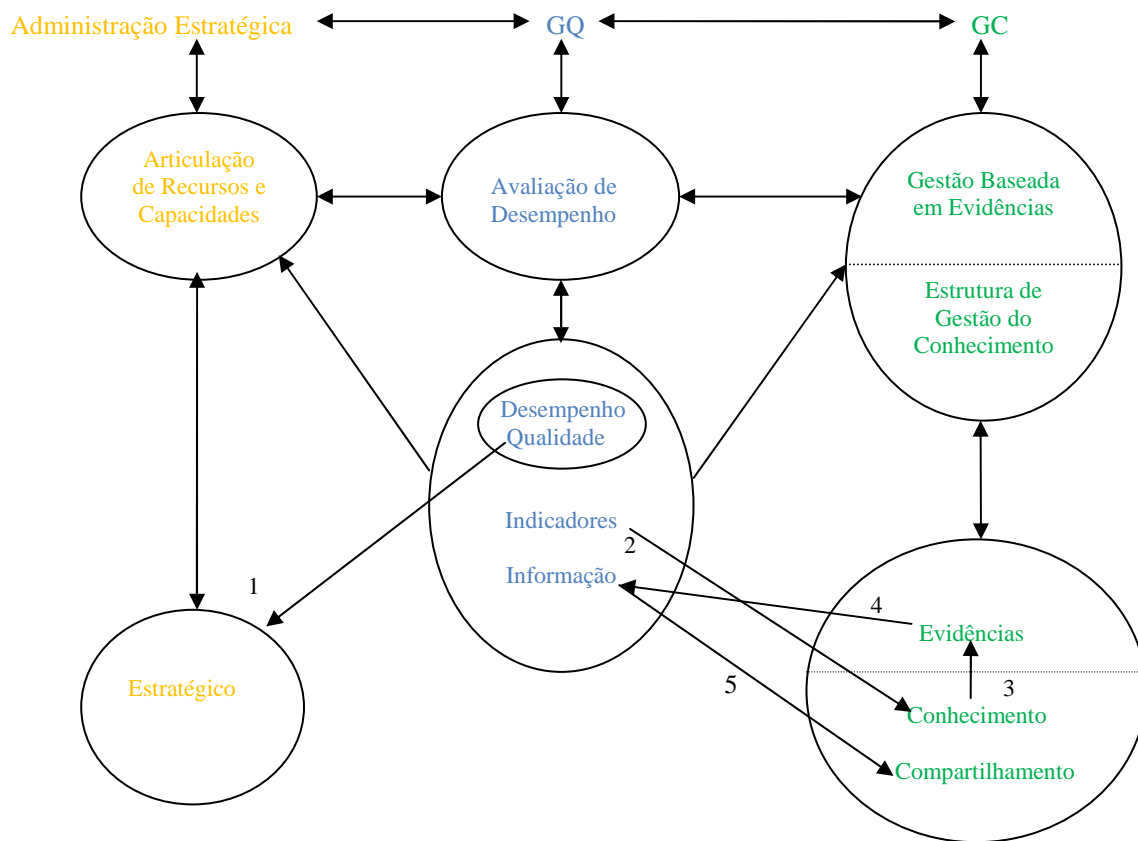 Administração Estratégica
GQ
GC
Articulação
de Recursos e
Capacidades
Avaliação de
Desempenho
Gestão Baseada
em Evidências
Estrutura de
Gestão do
Conhecimento
Desempenho
Qualidade
Indicadores
2
Informação
1
4
Evidências
Estratégico
5
3
Conhecimento
Compartilhamento